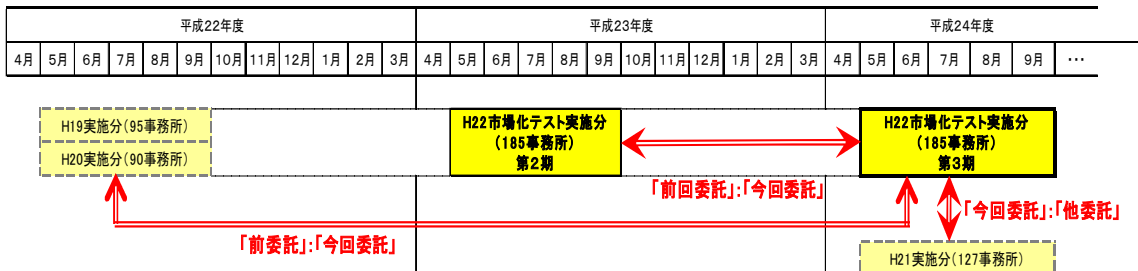 平成22年度 平成23年度 平成24年度
4月 5月 6月 7月 8月 9月 10月 11月 12月 1月 2月 3月 4月 5月 6月 7月 8月 9月 10月 11月 12月 1月 2月 3月 4月 5月 6月 7月 8月 9月 …
H19実施分(95事務所)
H20実施分(90事務所)
H22市場化テスト実施分
(185事務所)
第2期
H22市場化テスト実施分
(185事務所)
第3期
「前回委託」:「今回委託」
「今回委託」:「他委託」
「前委託」:「今回委託」
H21実施分(127事務所)